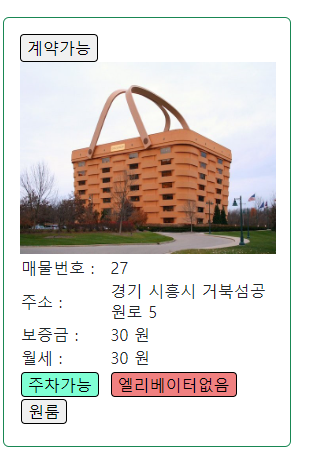 계약가능
매물번호 : 27
주소 : 경기 시흥시 거북섬공
원로 5
보증금 : 30 원
월세 : 30 원
주차가능 엘리베이터없음
원룸